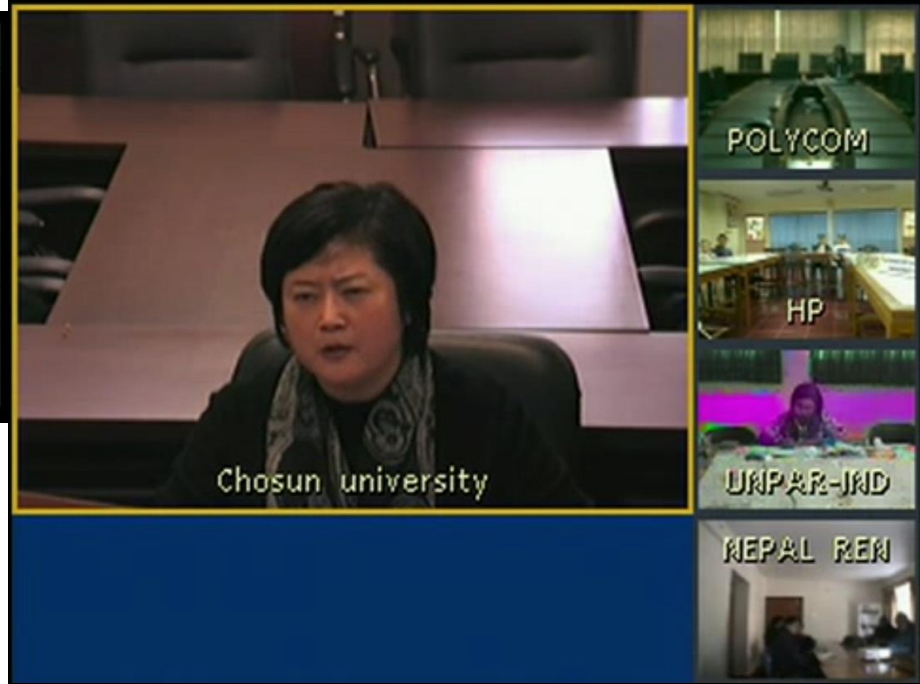 Chosun university
POLYCOM
HP
UNPAR-IND
NEPAL REN